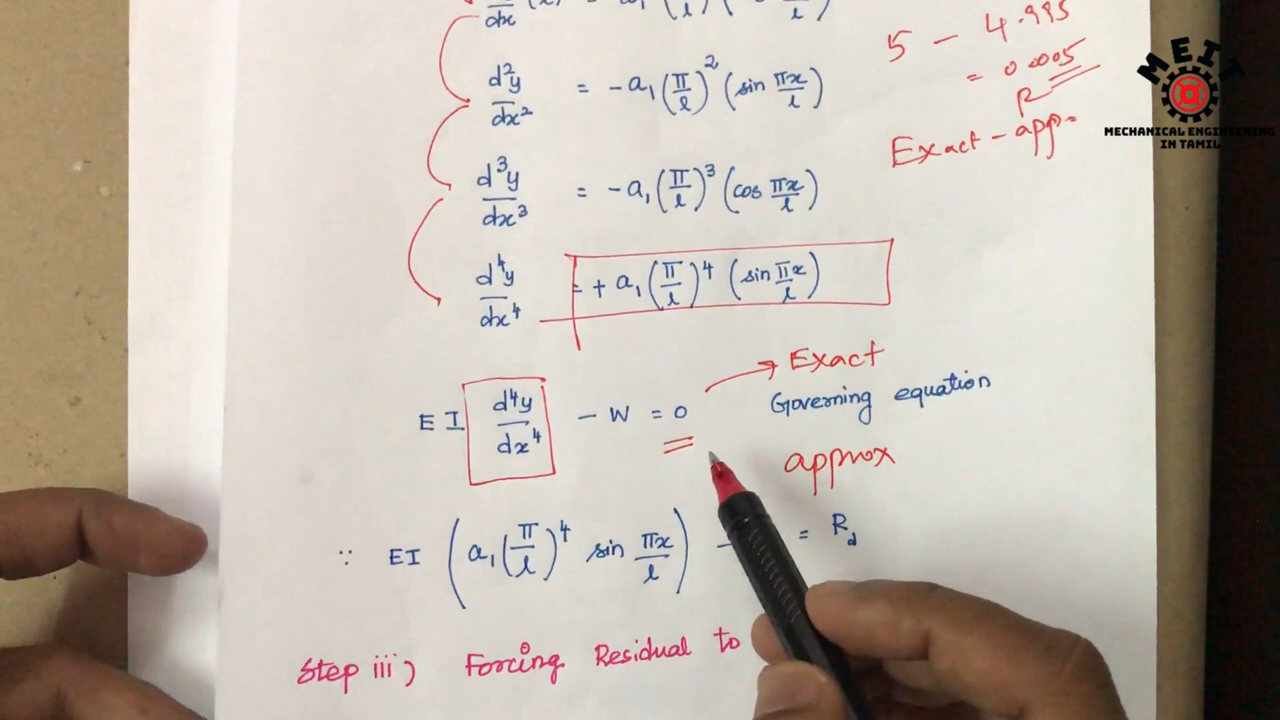 d²y/dx² = -a₁(π/l)² (sin πx/l)
d³y/dx³ = -a₁(π/l)³ (cos πx/l)
d⁴y/dx⁴ = + a₁(π/l)⁴ (sin πx/l)
5 - 4.995
= 0.0005
R
Exact - app.
MEIT
MECHANICAL ENGINEERING
IN TAMIL
→ Exact
EI d⁴y/dx⁴ - W = 0
Governing equation
approx
∵ EI (a₁(π/l)⁴ sin πx/l) - = R_d
Step iii) Forcing Residual to